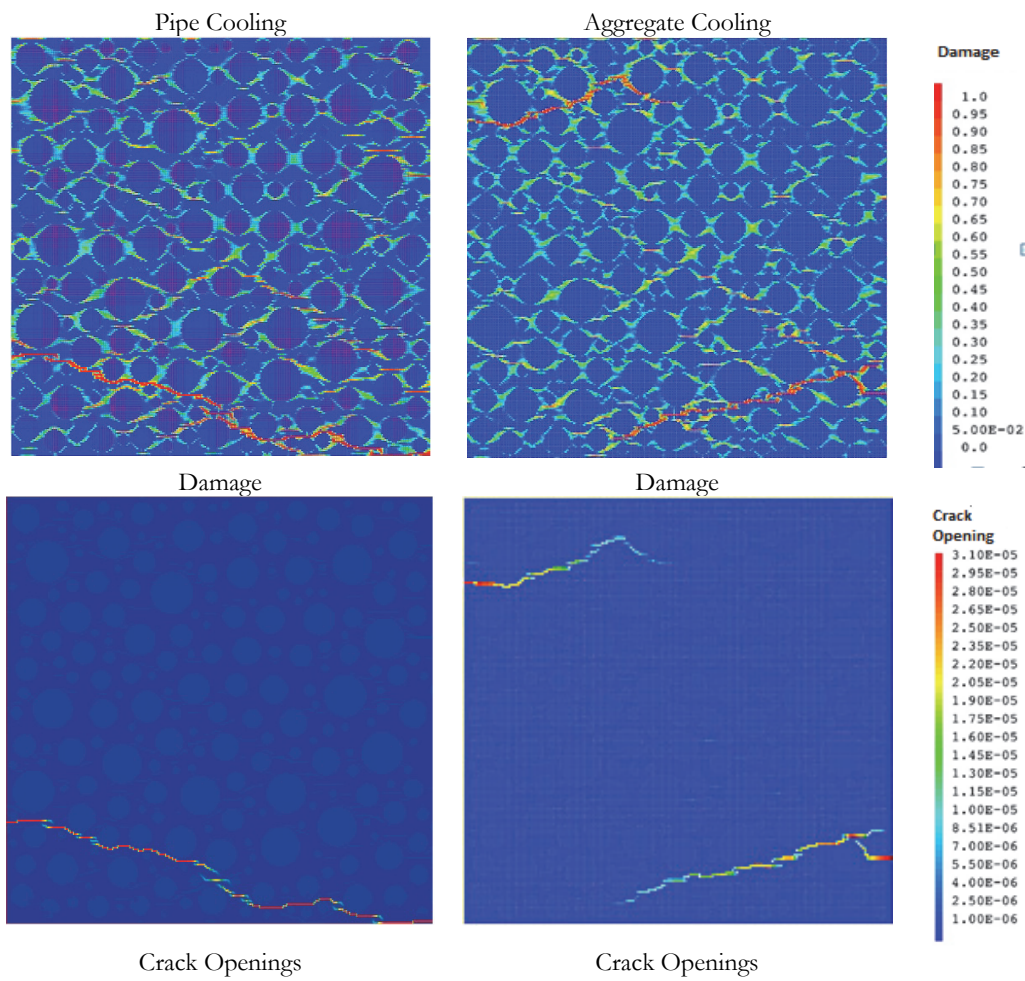 Pipe Cooling
Aggregate Cooling
Damage
1.0
0.95
0.90
0.85
0.80
0.75
0.70
0.65
0.60
0.55
0.50
0.45
0.40
0.35
0.30
0.25
0.20
0.15
0.10
5.00E-02
0.0
Damage
Damage
Crack
Opening
3.10E-05
2.95E-05
2.80E-05
2.65E-05
2.50E-05
2.35E-05
2.20E-05
2.05E-05
1.90E-05
1.75E-05
1.60E-05
1.45E-05
1.30E-05
1.15E-05
1.00E-05
8.51E-06
7.00E-06
5.50E-06
4.00E-06
2.50E-06
1.00E-06
Crack Openings
Crack Openings